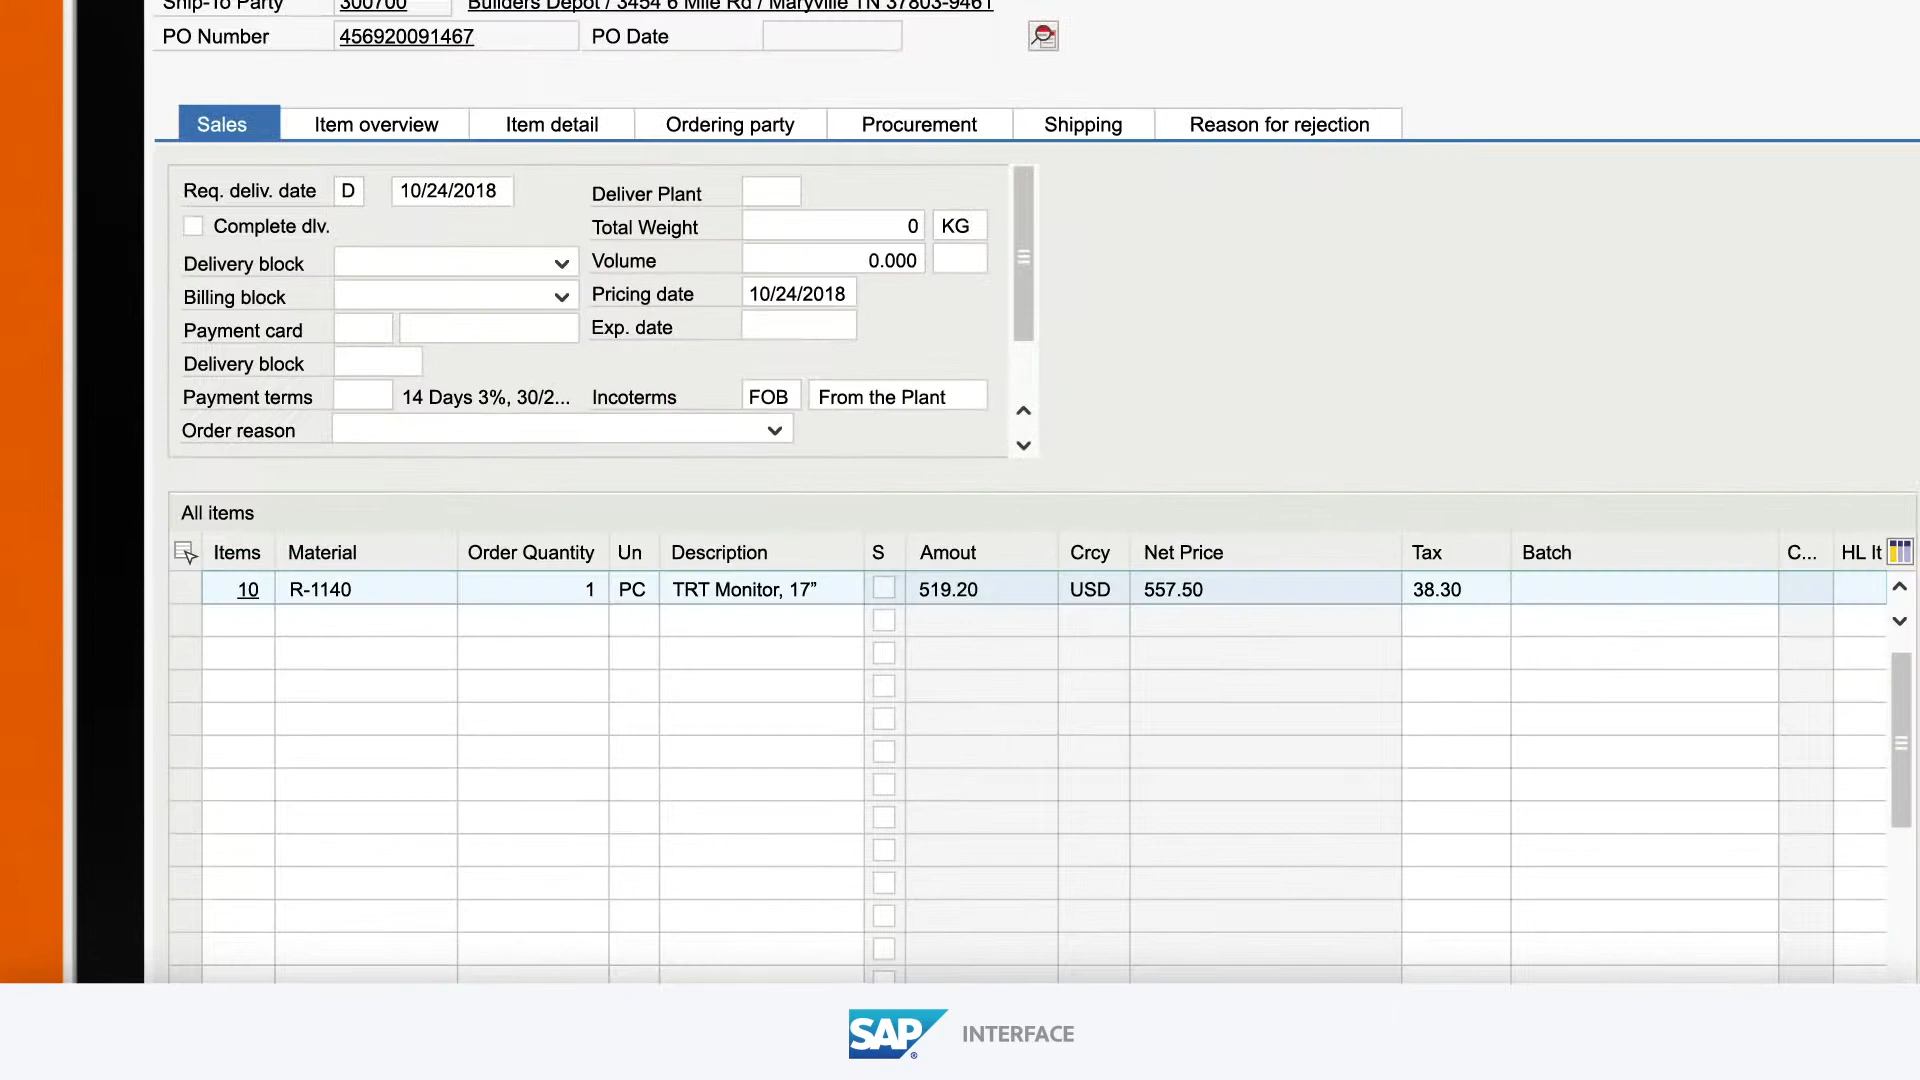 Ship-To Party 300700 Builders Depot / 3454 6 Mile Rd / Maryville TN 37803-9461
PO Number 456920091467 PO Date
Sales Item overview Item detail Ordering party Procurement Shipping Reason for rejection
Req. deliv. date D 10/24/2018 Deliver Plant
Complete dlv. Total Weight 0 KG
Delivery block Volume 0.000
Billing block Pricing date 10/24/2018
Payment card Exp. date
Delivery block
Payment terms 14 Days 3%, 30/2... Incoterms FOB From the Plant
Order reason
All items
Items Material Order Quantity Un Description S Amout Crcy Net Price Tax Batch C... HL It
10 R-1140 1 PC TRT Monitor, 17” 519.20 USD 557.50 38.30
SAP® INTERFACE